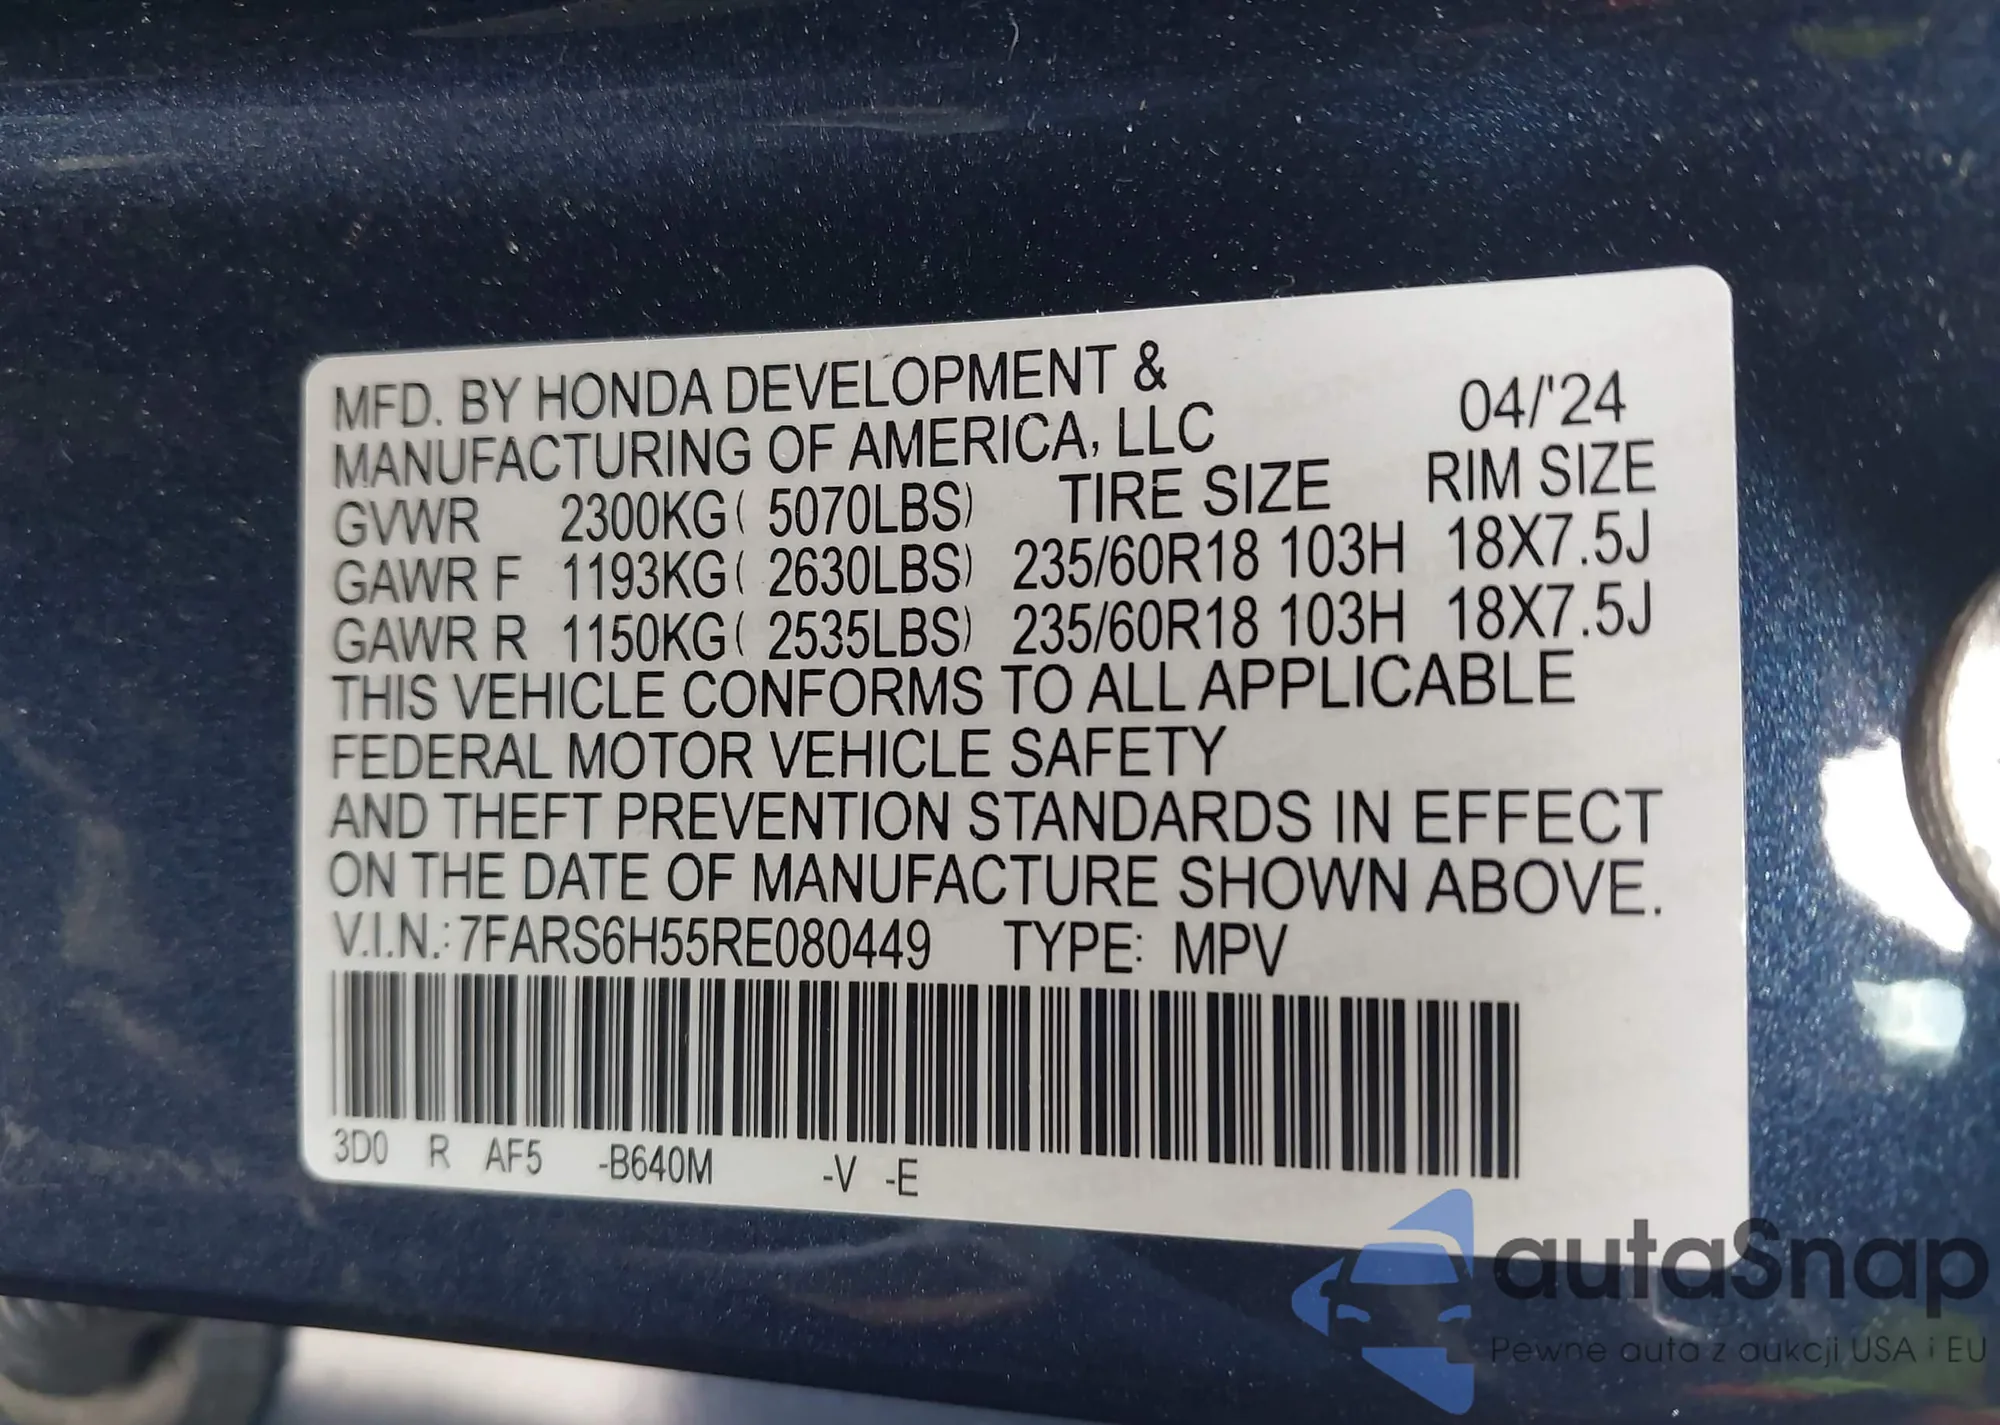 MFD. BY HONDA DEVELOPMENT &
MANUFACTURING OF AMERICA, LLC 04/'24
GVWR 2300KG( 5070LBS) TIRE SIZE RIM SIZE
GAWR F 1193KG( 2630LBS) 235/60R18 103H 18X7.5J
GAWR R 1150KG( 2535LBS) 235/60R18 103H 18X7.5J
THIS VEHICLE CONFORMS TO ALL APPLICABLE
FEDERAL MOTOR VEHICLE SAFETY
AND THEFT PREVENTION STANDARDS IN EFFECT
ON THE DATE OF MANUFACTURE SHOWN ABOVE.
V.I.N.: 7FARS6H55RE080449 TYPE: MPV
3D0 R AF5 -B640M -V -E
autaSnap
Pewne auta z aukcji USA i EU